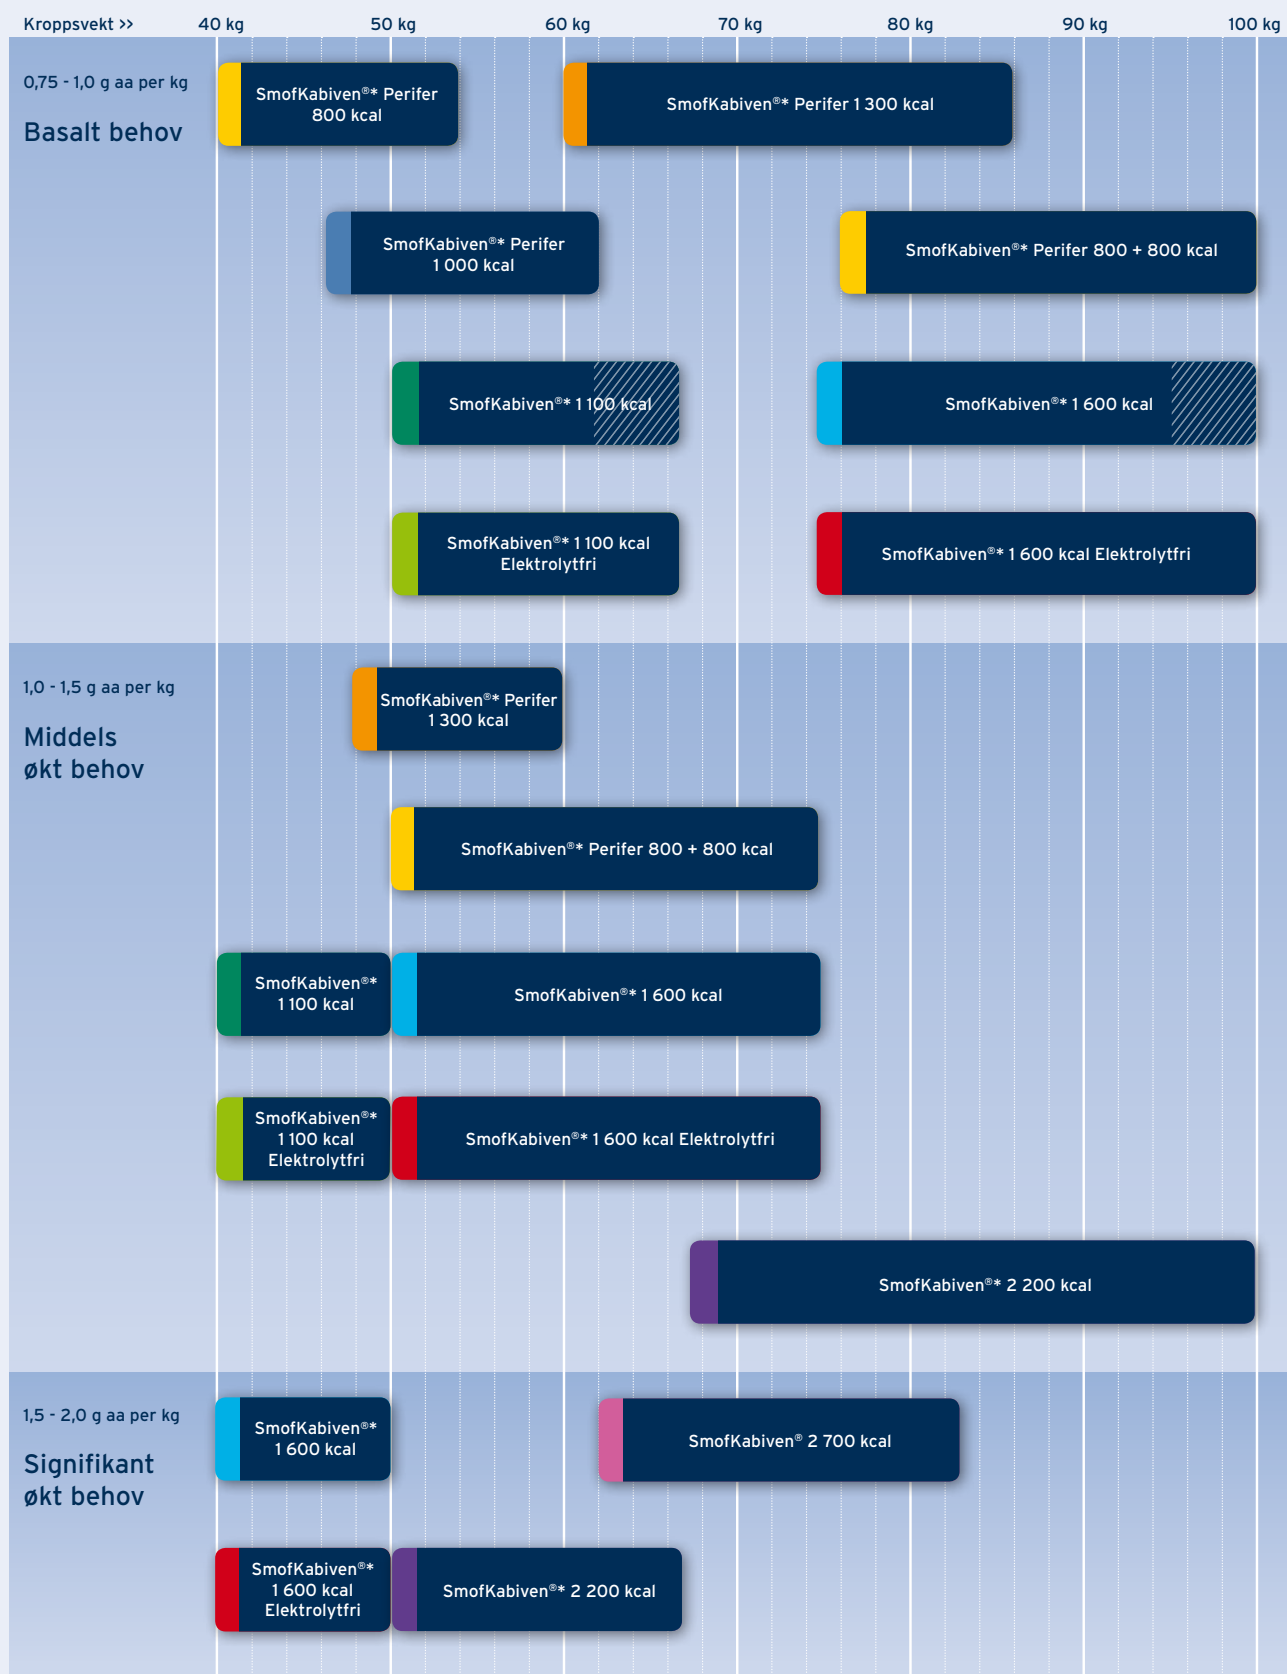 Kroppsvekt >> 40 kg 50 kg 60 kg 70 kg 80 kg 90 kg 100 kg
0,75 - 1,0 g aa per kg
Basalt behov
SmofKabiven®* Perifer
800 kcal
SmofKabiven®* Perifer 1 300 kcal
SmofKabiven®* Perifer
1 000 kcal
SmofKabiven®* Perifer 800 + 800 kcal
SmofKabiven®* 1 100 kcal
SmofKabiven®* 1 600 kcal
SmofKabiven®* 1 100 kcal
Elektrolytfri
SmofKabiven®* 1 600 kcal Elektrolytfri
1,0 - 1,5 g aa per kg
Middels
økt behov
SmofKabiven®* Perifer
1 300 kcal
SmofKabiven®* Perifer 800 + 800 kcal
SmofKabiven®*
1 100 kcal
SmofKabiven®* 1 600 kcal
SmofKabiven®*
1 100 kcal
Elektrolytfri
SmofKabiven®* 1 600 kcal Elektrolytfri
SmofKabiven®* 2 200 kcal
1,5 - 2,0 g aa per kg
Signifikant
økt behov
SmofKabiven®*
1 600 kcal
SmofKabiven® 2 700 kcal
SmofKabiven®*
1 600 kcal
Elektrolytfri
SmofKabiven®* 2 200 kcal